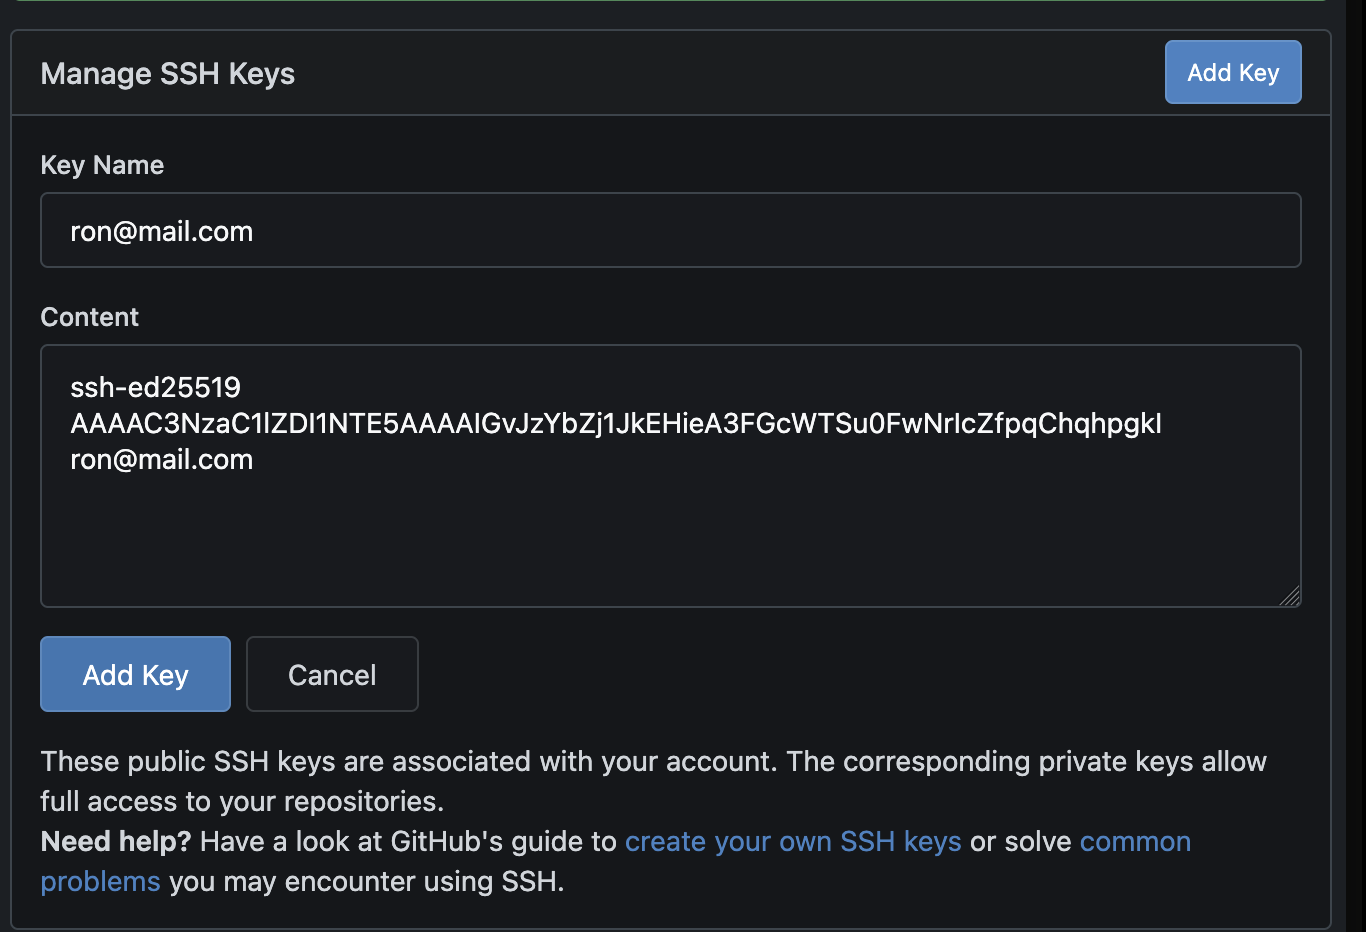 Manage SSH Keys
Add Key
Key Name
ron@mail.com
Content
ssh-ed25519
AAAAC3NzaC1lZDI1NTE5AAAAIGvJzYbZj1JkEHieA3FGcWTSu0FwNrIcZfpqChqhpgkI
ron@mail.com
Add Key
Cancel
These public SSH keys are associated with your account. The corresponding private keys allow
full access to your repositories.
Need help? Have a look at GitHub's guide to create your own SSH keys or solve common
problems you may encounter using SSH.